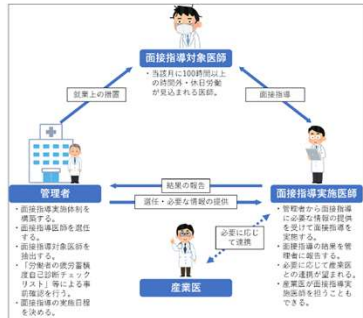 面接指導対象医師
・当該月に100時間以上
の時間外・休日労働
が見込まれる医師。
就業上の措置
面接指導
結果の報告
選任・必要な情報の提供
管理者
・面接指導実施体制を
構築する。
・面接指導医師を選任
する。
・面接指導対象医師を
抽出する。
・「労働者の疲労蓄積
度自己診断チェック
リスト」等による事
前確認を行う。
・面接指導の実施日程
を決める。
必要に応じ
て連携
産業医
面接指導実施医師
・管理者から面接指導
に必要な情報の提供
を受けて面接指導を
実施する。
・面接指導の結果を管
理者に報告する。
・必要に応じて産業医
との連携が望まれる。
・産業医が面接指導実
施医師を担うことも
できる。